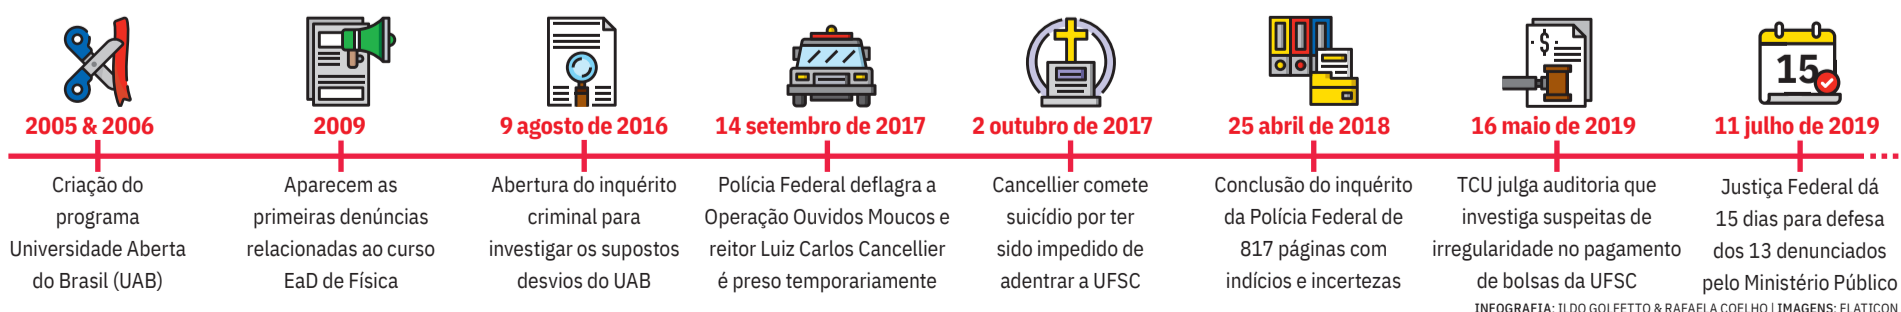 15
2005 & 2006
Criação do
programa
Universidade Aberta
do Brasil (UAB)
2009
Aparecem as
primeiras denúncias
relacionadas ao curso
EaD de Física
9 agosto de 2016
Abertura do inquérito
criminal para
investigar os supostos
desvios do UAB
14 setembro de 2017
Polícia Federal deflagra a
Operação Ouvidos Moucos e
reitor Luiz Carlos Cancellier
é preso temporariamente
2 outubro de 2017
Cancellier comete
suicídio por ter
sido impedido de
adentrar a UFSC
25 abril de 2018
Conclusão do inquérito
da Polícia Federal de
817 páginas com
indícios e incertezas
$
16 maio de 2019
TCU julga auditoria que
investiga suspeitas de
irregularidade no pagamento
de bolsas da UFSC
11 julho de 2019
Justiça Federal dá
15 dias para defesa
dos 13 denunciados
pelo Ministério Público
INFOGRAFIA: ILDO GOLFETTO & RAFAELA COELHO | IMAGENS: FLATICON